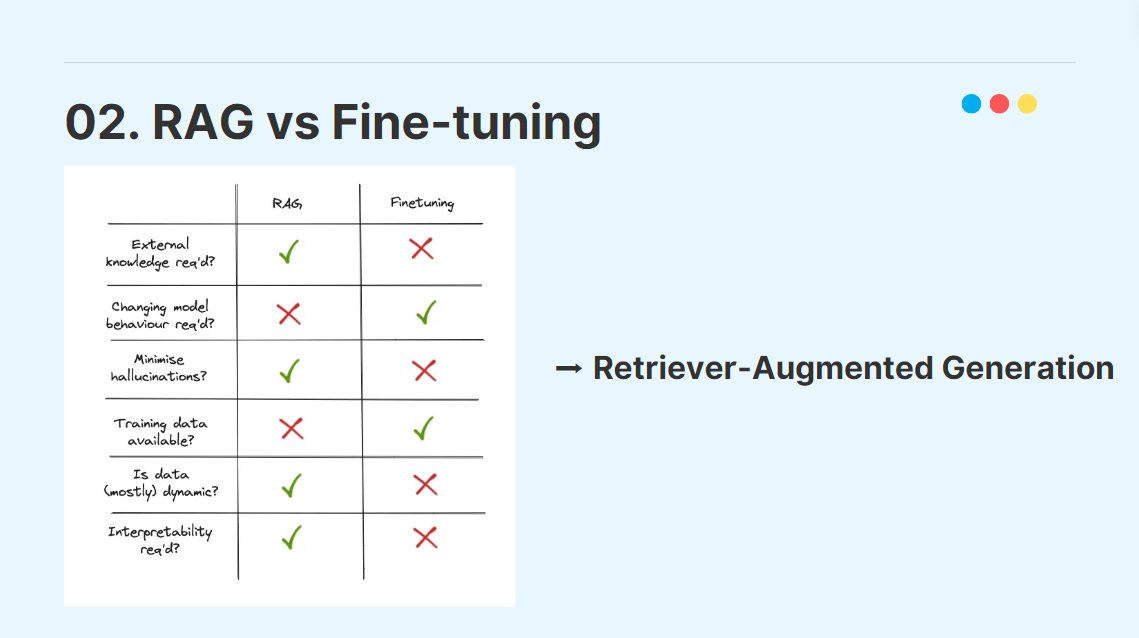 02. RAG vs Fine-tuning
RAG Finetuning
External
knowledge req'd?
Changing model
behaviour req'd?
Minimise
hallucinations?
Training data
available?
Is data
(mostly) dynamic?
Interpretability
req'd?
→ Retriever-Augmented Generation